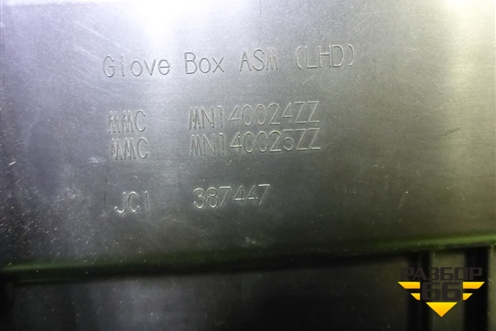 Glove Box ASM (LHD)
MMC MN140024ZZ
MMC MN140025ZZ
JCI 387447
РАЗБОР
66